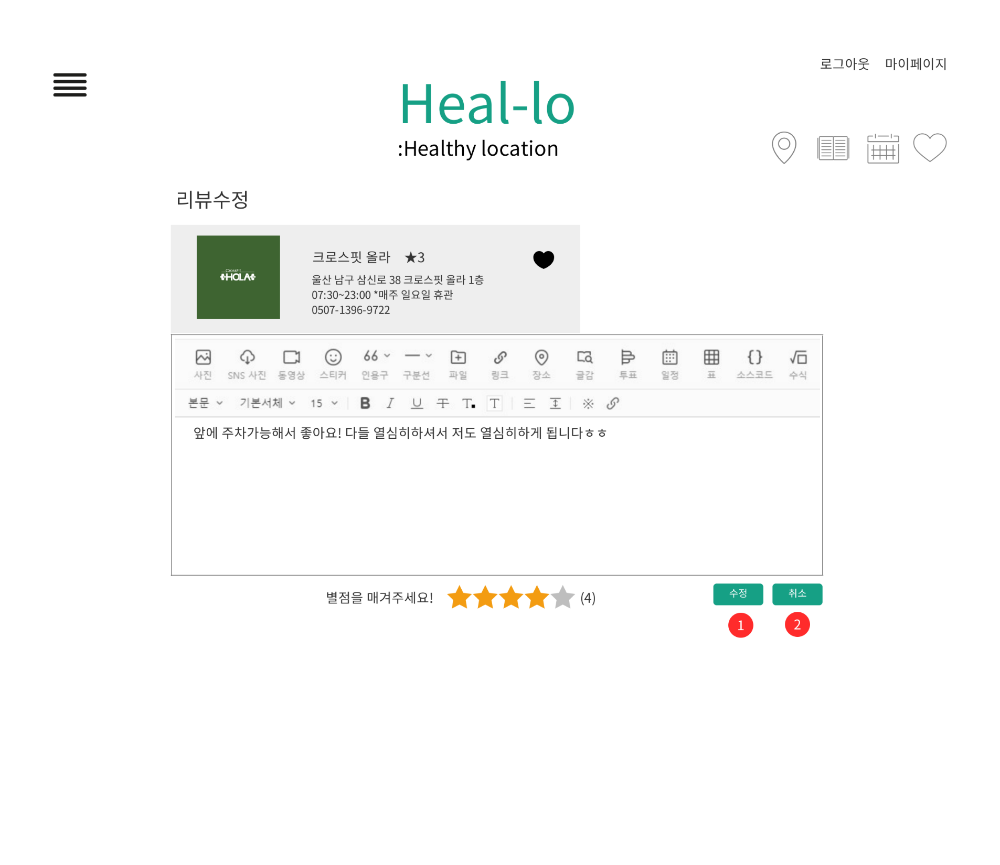 로그아웃 마이페이지
Heal-lo
:Healthy location
리뷰수정
CrossFit
HOLA
크로스핏 올라 ★3
울산 남구 삼신로 38 크로스핏 올라 1층
07:30~23:00 *매주 일요일 휴관
0507-1396-9722
사진 SNS 사진 동영상 스티커 인용구 구분선 파일 링크 장소 글감 투표 일정 표 소스코드 수식
본문 기본서체 15 B I U T T. T ※
앞에 주차가능해서 좋아요! 다들 열심히하셔서 저도 열심히하게 됩니다ㅎㅎ
별점을 매겨주세요! (4) 수정 취소
1 2